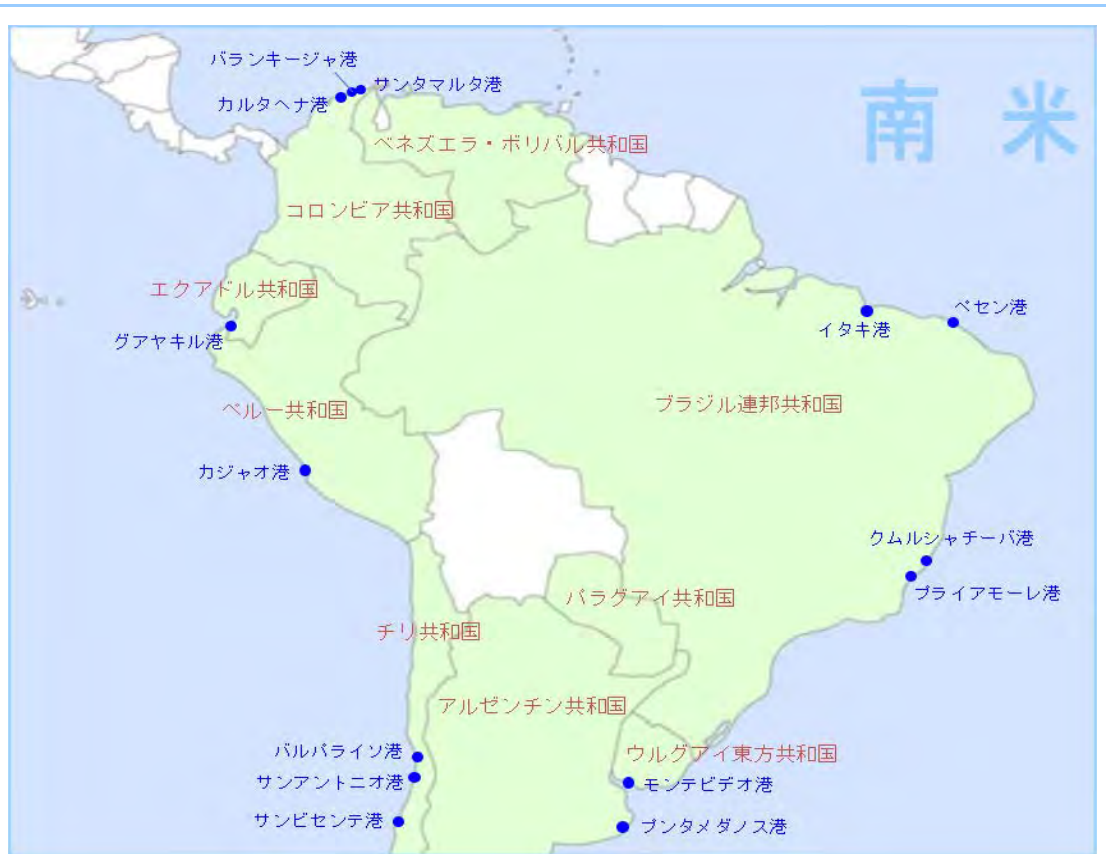 南米
バランキージャ港
サンタマルタ港
カルタヘナ港
ベネズエラ・ボリバル共和国
コロンビア共和国
エクアドル共和国
グアヤキル港
ペセン港
イタキ港
ペルー共和国
ブラジル連邦共和国
カジャオ港
クムルシャチーバ港
プライアモーレ港
パラグアイ共和国
チリ共和国
アルゼンチン共和国
バルパライソ港
ウルグアイ東方共和国
サンアントニオ港
モンテビデオ港
サンビセンテ港
プンタメダノス港